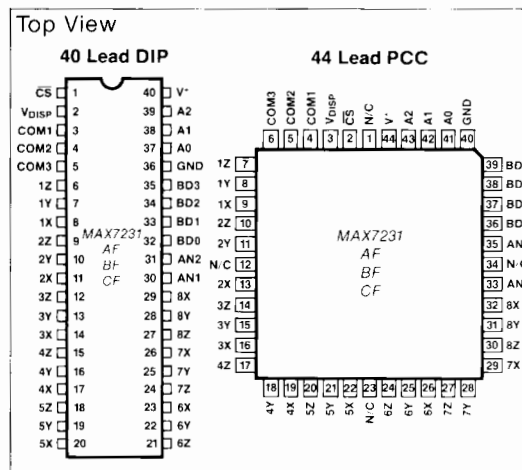 Top View
40 Lead DIP
44 Lead PCC
CS 1 40 V+
VDISP 2 39 A2
COM1 3 38 A1
COM2 4 37 A0
COM3 5 36 GND
1Z 6 35 BD3
1Y 7 34 BD2
1X 8 33 BD1
2Z 9 32 BD0
2Y 10 31 AN2
2X 11 30 AN1
3Z 12 29 8X
3Y 13 28 8Y
3X 14 27 8Z
4Z 15 26 7X
4Y 16 25 7Y
4X 17 24 7Z
5Z 18 23 6X
5Y 19 22 6Y
5X 20 21 6Z
MAX7231
AF
BF
CF
COM3 COM2 COM1 VDISP CS N/C V+ A2 A1 A0 GND
6 5 4 3 2 1 44 43 42 41 40
1Z 7 39 BD
1Y 8 38 BD
1X 9 37 BD
2Z 10 36 BD
2Y 11 35 AN
N/C 12 34 N/C
2X 13 33 AN
3Z 14 32 8X
3Y 15 31 8Y
3X 16 30 8Z
4Z 17 29 7X
MAX7231
AF
BF
CF
18 19 20 21 22 23 24 25 26 27 28
4Y 4X 5Z 5Y 5X N/C 6Z 6Y 6X 7Z 7Y